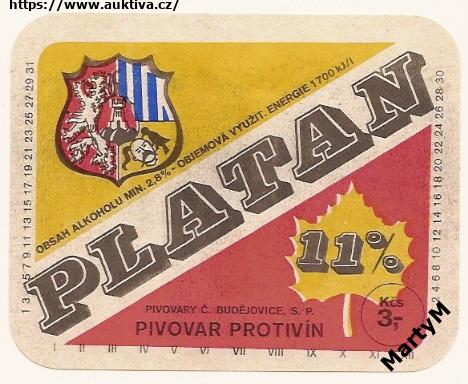 https://www.auktiva.cz/
OBSAH ALKOHOLU MIN. 2,8% - OBJEMOVÁ VYUŽIT. ENERGIE 1700 kJ/l
PLATAN
11%
Kčs
3,-
PIVOVARY Č. BUDĚJOVICE, S. P.
PIVOVAR PROTIVÍN
1 3 5 7 9 11 13 15 17 19 21 23 25 27 29 31
2 4 6 8 10 12 14 16 18 20 22 24 26 28 30
I II III IV V VI VII VIII IX X XI XII
MartyM